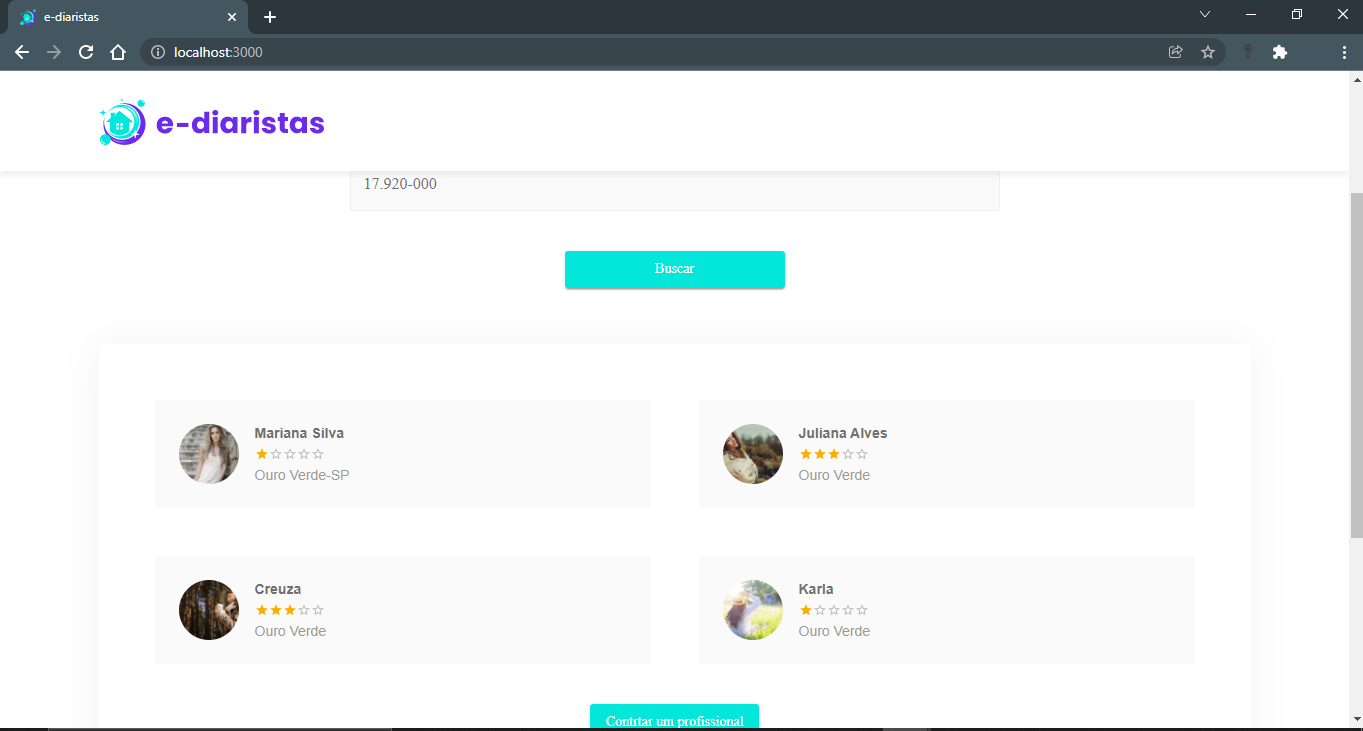 e-diaristas
localhost:3000
e-diaristas
17.920-000
Buscar
Mariana Silva
Ouro Verde-SP
Juliana Alves
Ouro Verde
Creuza
Ouro Verde
Karla
Ouro Verde
Contrtar um profissional